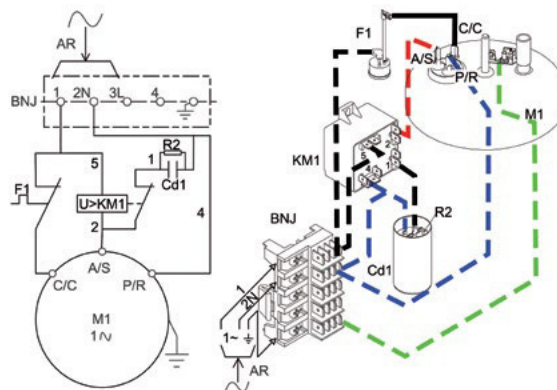 AR
BNJ
1
2N
3L
4
5
1
R2
Cd1
F1
U>KM1
4
2
A/S
C/C
P/R
M1
1∿
F1
C/C
A/S
P/R
M1
KM1
5
2
1
4
R2
BNJ
Cd1
1
2N
1~
AR